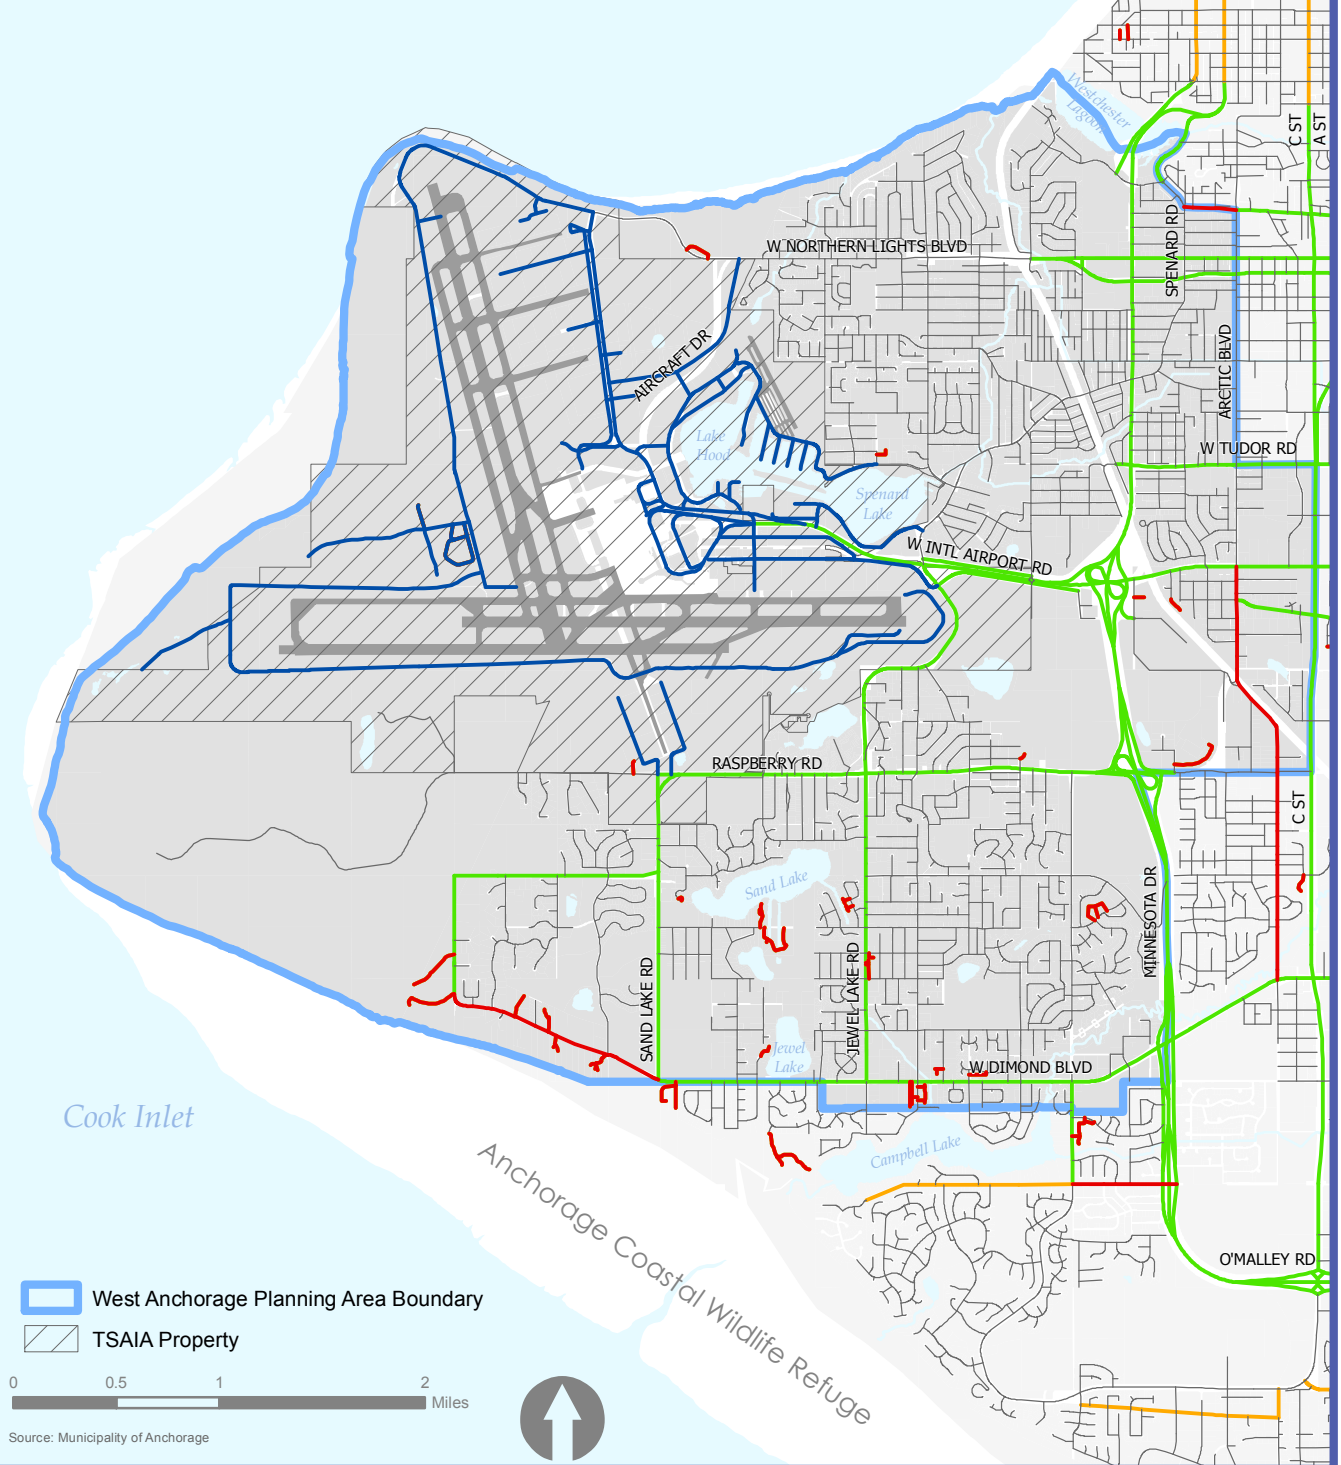 Westchester
Lagoon
C ST
A ST
SPENARD RD
W NORTHERN LIGHTS BLVD
AIRCRAFT DR
ARCTIC BLVD
W TUDOR RD
Lake
Hood
Spenard
Lake
W INTL AIRPORT RD
RASPBERRY RD
C ST
Sand Lake
MINNESOTA DR
JEWEL LAKE RD
SAND LAKE RD
Jewel
Lake
W DIMOND BLVD
Cook Inlet
Campbell Lake
Anchorage Coastal Wildlife Refuge
O'MALLEY RD
West Anchorage Planning Area Boundary
TSAIA Property
0 0.5 1 2
Miles
Source: Municipality of Anchorage